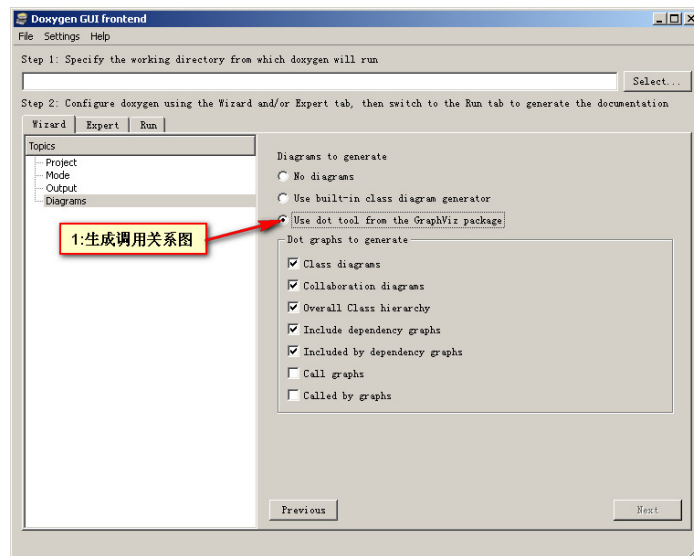 Doxygen GUI frontend
File Settings Help
Step 1: Specify the working directory from which doxygen will run
Select...
Step 2: Configure doxygen using the Wizard and/or Expert tab, then switch to the Run tab to generate the documentation
Wizard Expert Run
Topics
Project
Mode
Output
Diagrams
Diagrams to generate
No diagrams
Use built-in class diagram generator
Use dot tool from the GraphViz package
1:生成调用关系图
Dot graphs to generate
Class diagrams
Collaboration diagrams
Overall Class hierarchy
Include dependency graphs
Included by dependency graphs
Call graphs
Called by graphs
Previous Next